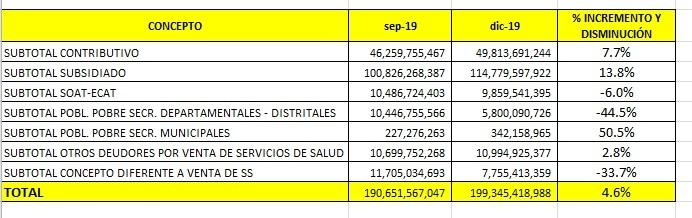 CONCEPTO sep-19 dic-19 % INCREMENTO Y DISMINUCIÓN
SUBTOTAL CONTRIBUTIVO 46,259,755,467 49,813,691,244 7.7%
SUBTOTAL SUBSIDIADO 100,826,268,387 114,779,597,922 13.8%
SUBTOTAL SOAT-ECAT 10,486,724,403 9,859,541,395 -6.0%
SUBTOTAL POBL. POBRE SECR. DEPARTAMENTALES - DISTRITALES 10,446,755,566 5,800,090,726 -44.5%
SUBTOTAL POBL. POBRE SECR. MUNICIPALES 227,276,263 342,158,965 50.5%
SUBTOTAL OTROS DEUDORES POR VENTA DE SERVICIOS DE SALUD 10,699,752,268 10,994,925,377 2.8%
SUBTOTAL CONCEPTO DIFERENTE A VENTA DE SS 11,705,034,693 7,755,413,359 -33.7%
TOTAL 190,651,567,047 199,345,418,988 4.6%